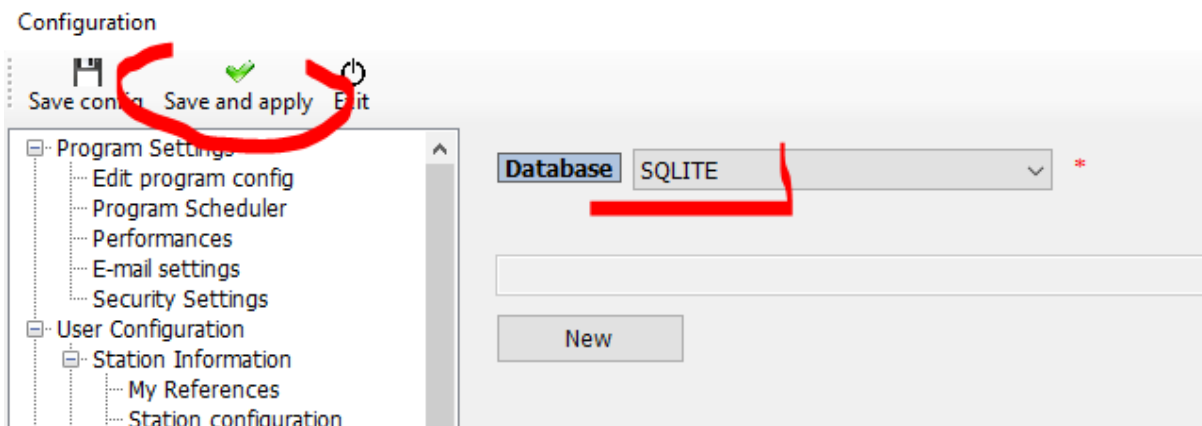 Configuration
Save config Save and apply Exit
Program Settings
Edit program config
Program Scheduler
Performances
E-mail settings
Security Settings
User Configuration
Station Information
My References
Station configuration
Database SQLITE *
New